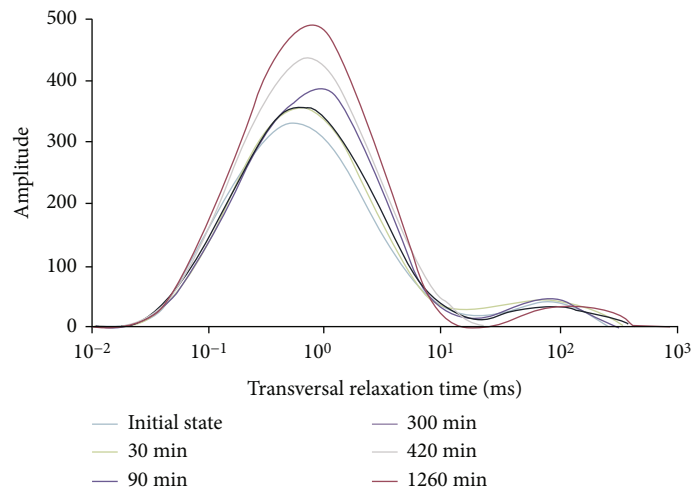 500
400
300
200
100
0
Amplitude
10⁻² 10⁻¹ 10⁰ 10¹ 10² 10³
Transversal relaxation time (ms)
Initial state
30 min
90 min
300 min
420 min
1260 min